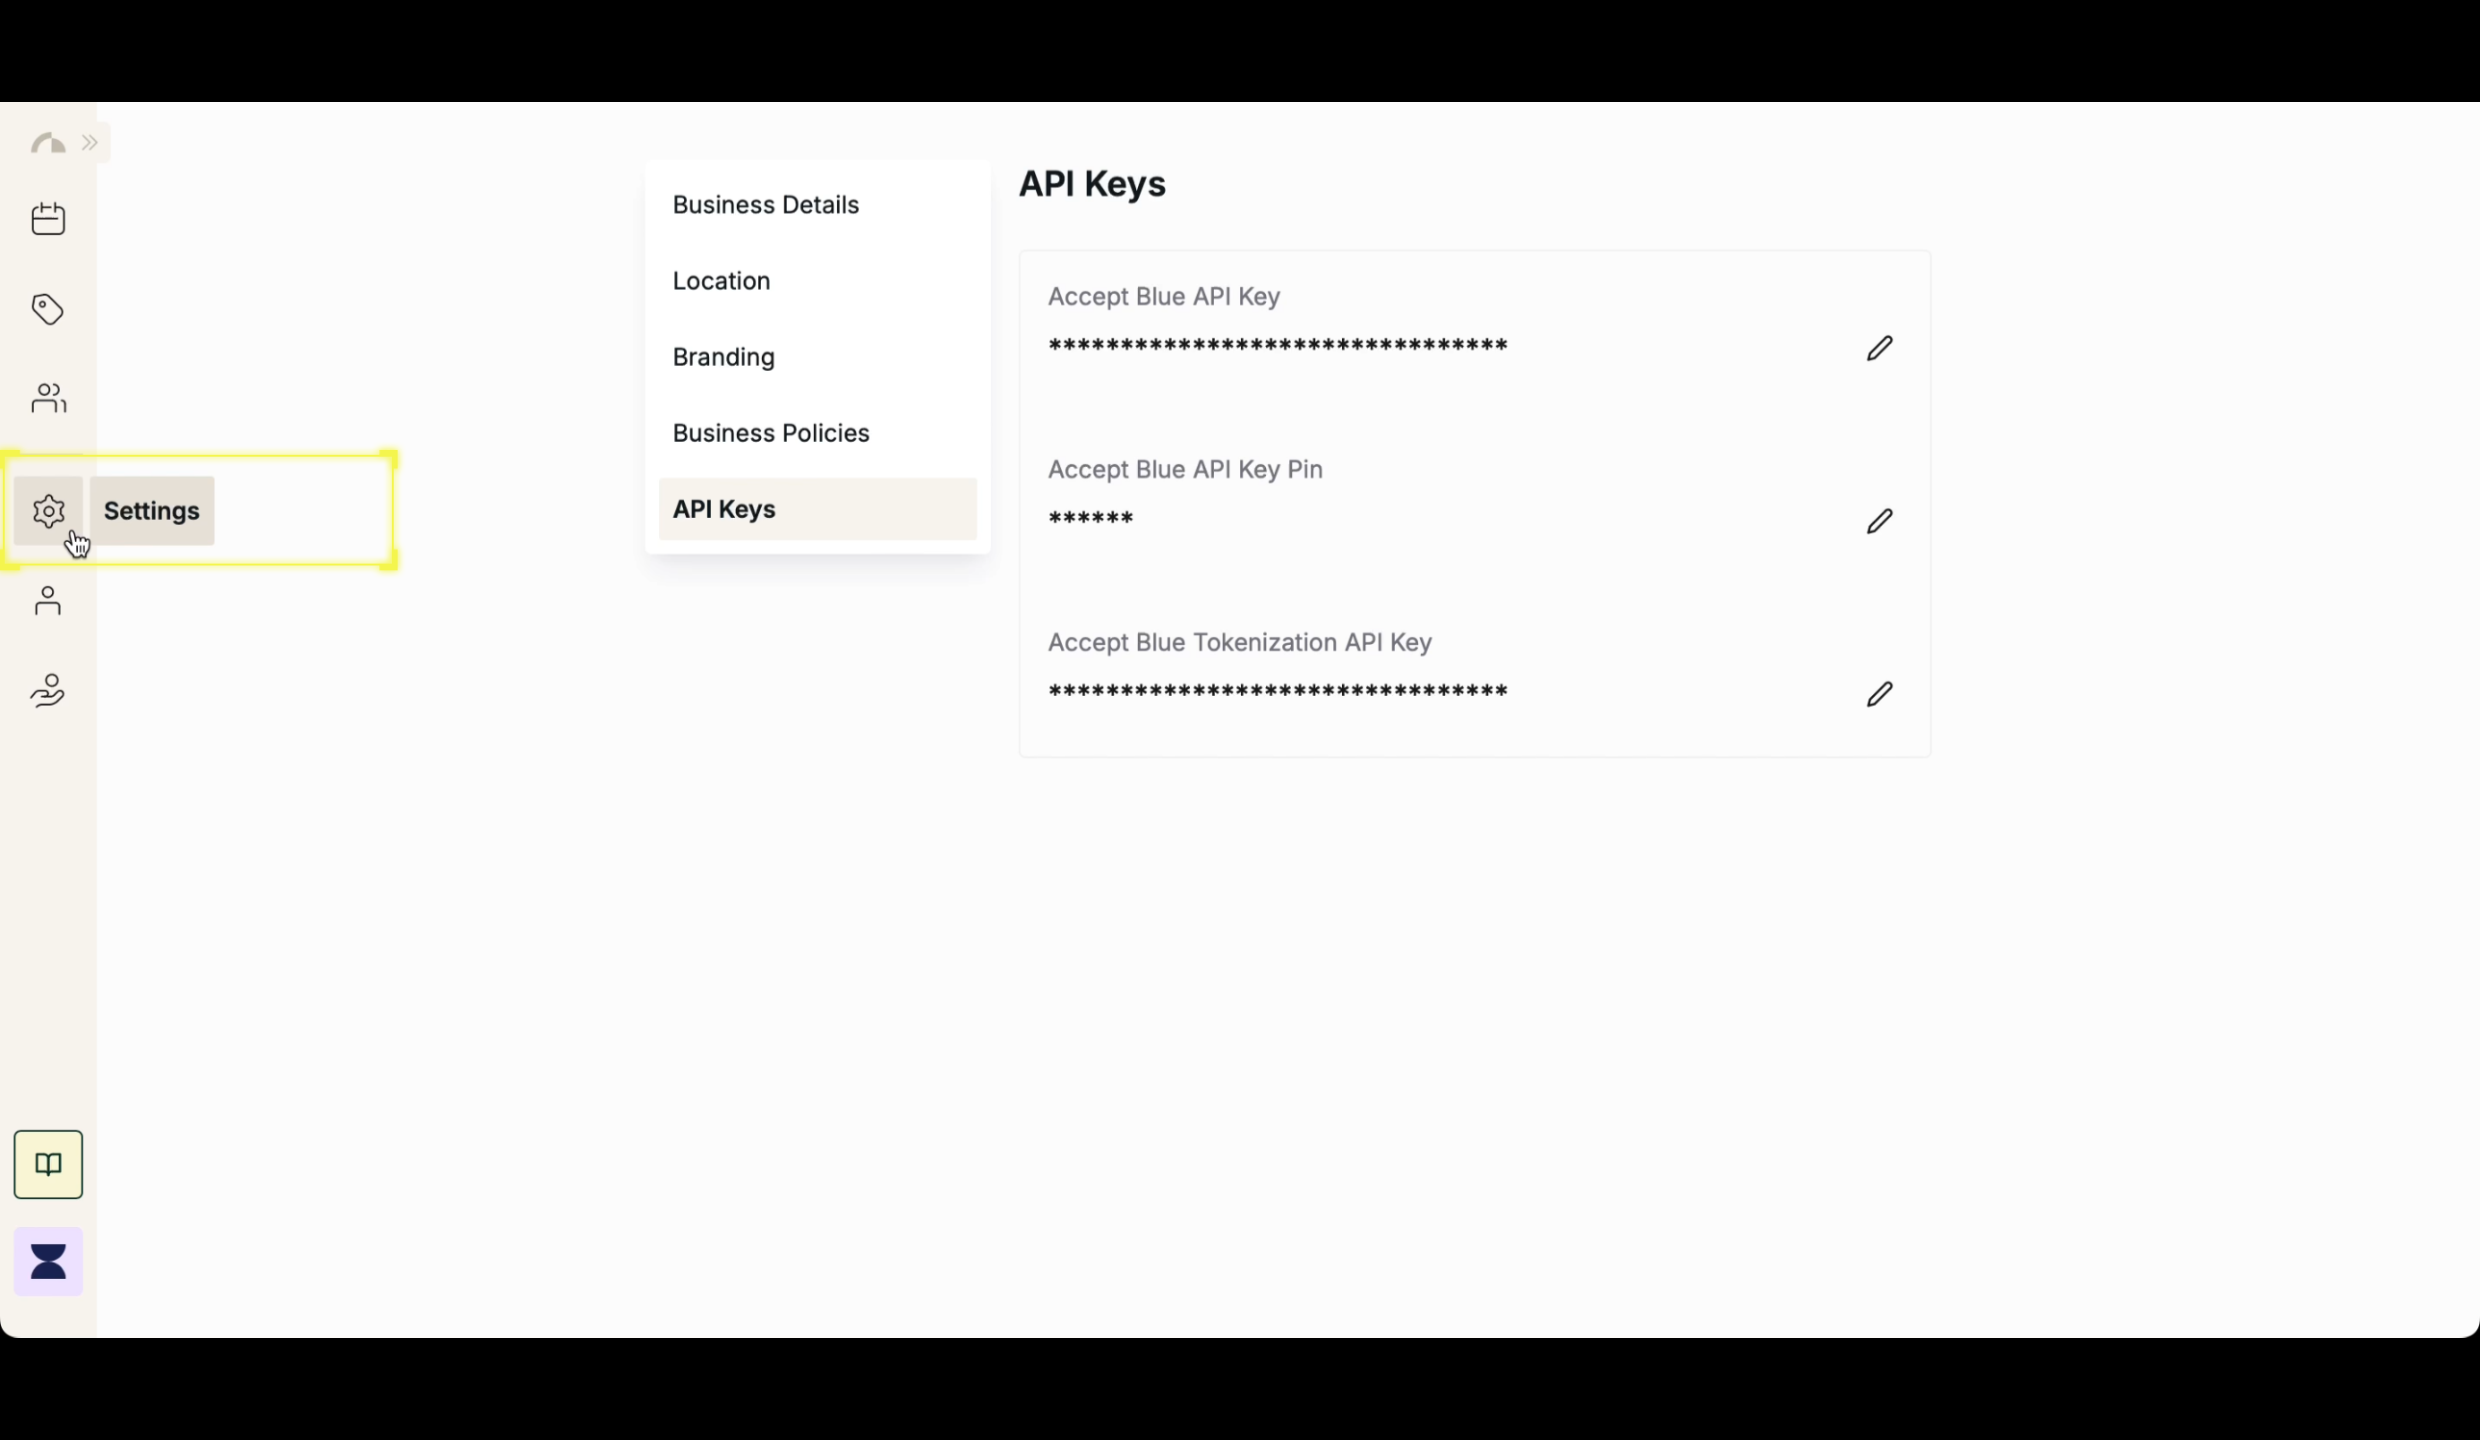 Settings
Business Details
Location
Branding
Business Policies
API Keys
API Keys
Accept Blue API Key
********************************
Accept Blue API Key Pin
******
Accept Blue Tokenization API Key
********************************